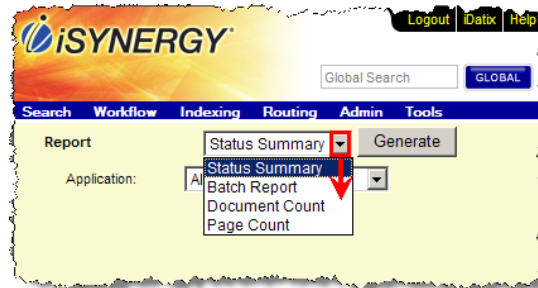 Logout iDatix Help
iSYNERGY
Global Search GLOBAL
Search Workflow Indexing Routing Admin Tools
Report Status Summary Generate
Status Summary
Application:
Batch Report
Document Count
Page Count